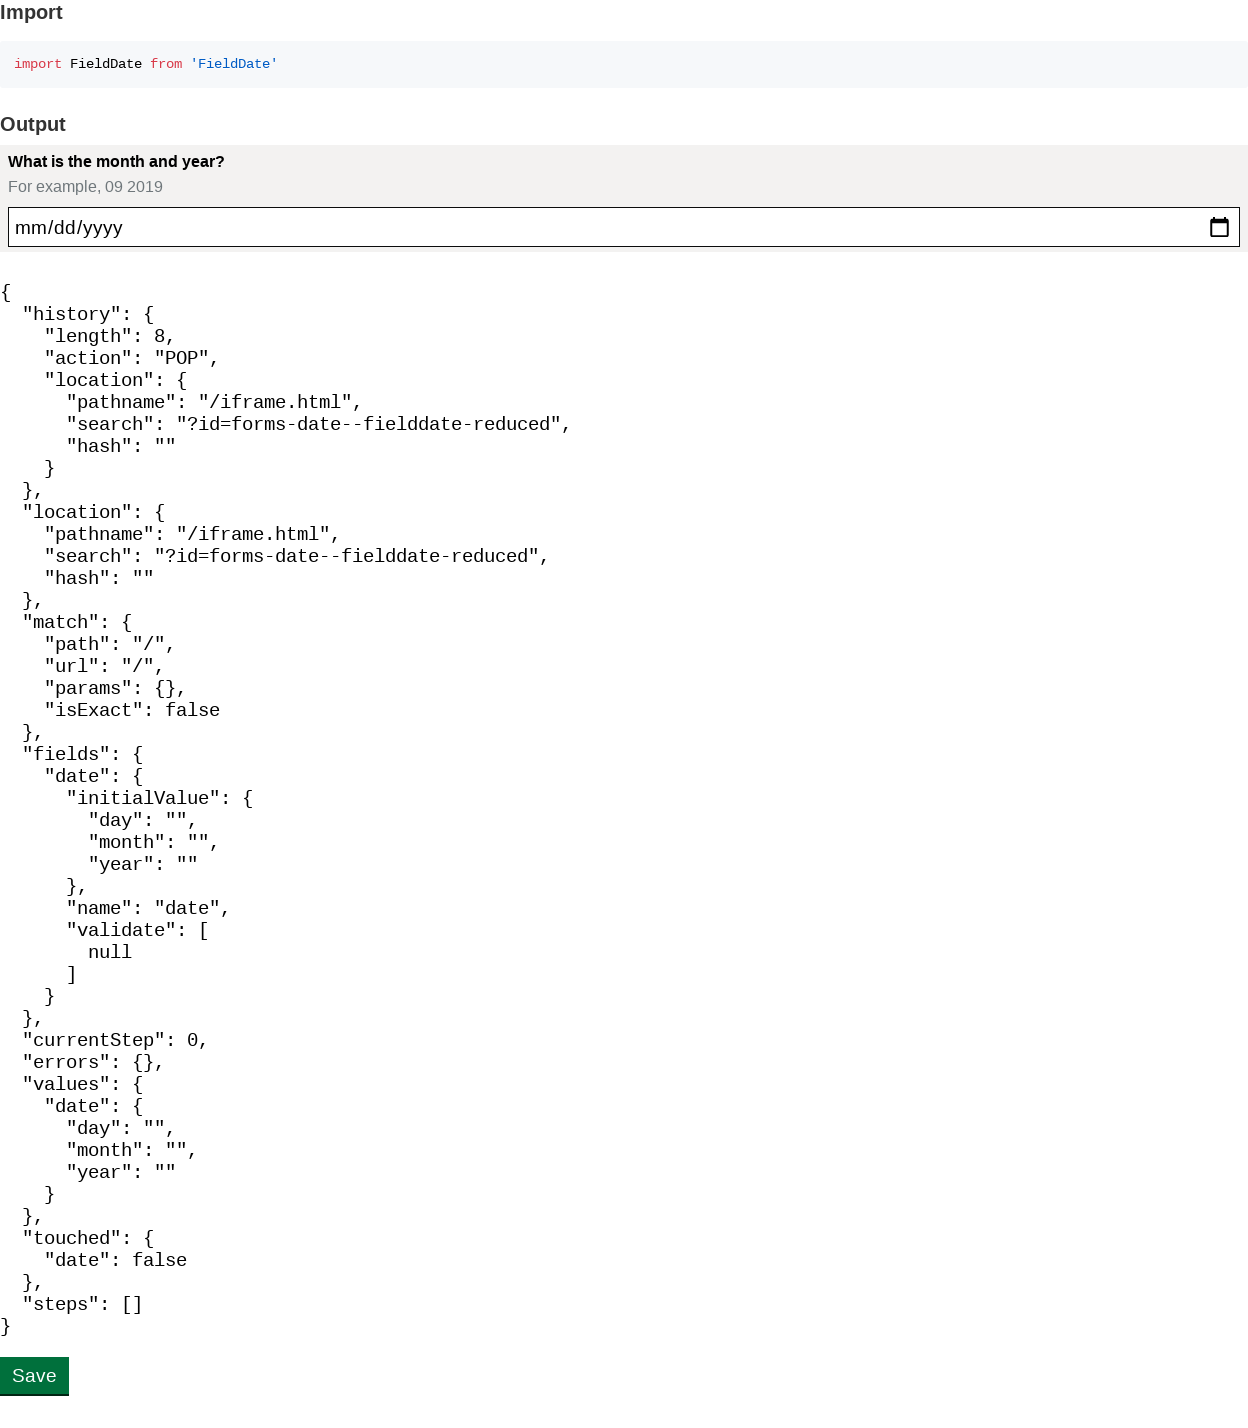 Import
import FieldDate from 'FieldDate'
Output
What is the month and year?
For example, 09 2019
mm/dd/yyyy
{
  "history": {
    "length": 8,
    "action": "POP",
    "location": {
      "pathname": "/iframe.html",
      "search": "?id=forms-date--fielddate-reduced",
      "hash": ""
    }
  },
  "location": {
    "pathname": "/iframe.html",
    "search": "?id=forms-date--fielddate-reduced",
    "hash": ""
  },
  "match": {
    "path": "/",
    "url": "/",
    "params": {},
    "isExact": false
  },
  "fields": {
    "date": {
      "initialValue": {
        "day": "",
        "month": "",
        "year": ""
      },
      "name": "date",
      "validate": [
        null
      ]
    }
  },
  "currentStep": 0,
  "errors": {},
  "values": {
    "date": {
      "day": "",
      "month": "",
      "year": ""
    }
  },
  "touched": {
    "date": false
  },
  "steps": []
}
Save